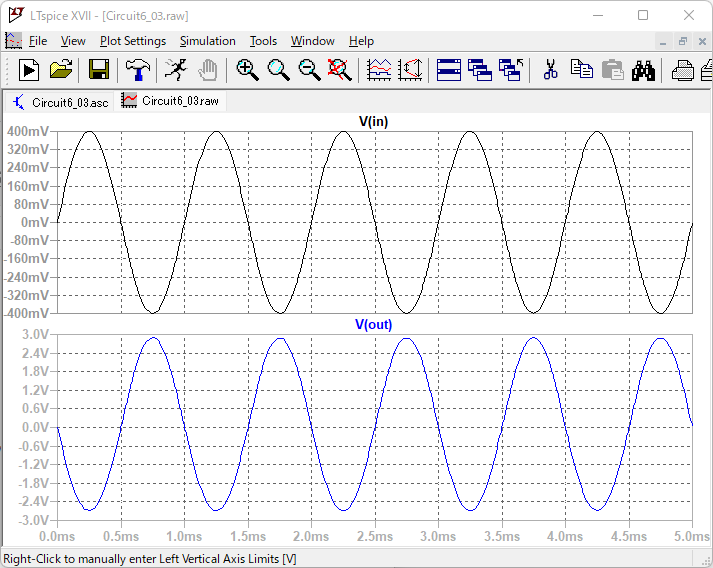 LTspice XVII - [Circuit6_03.raw]
File View Plot Settings Simulation Tools Window Help
Circuit6_03.asc Circuit6_03.raw
V(in)
400mV
320mV
240mV
160mV
80mV
0mV
-80mV
-160mV
-240mV
-320mV
-400mV
V(out)
3.0V
2.4V
1.8V
1.2V
0.6V
0.0V
-0.6V
-1.2V
-1.8V
-2.4V
-3.0V
0.0ms 0.5ms 1.0ms 1.5ms 2.0ms 2.5ms 3.0ms 3.5ms 4.0ms 4.5ms 5.0ms
Right-Click to manually enter Left Vertical Axis Limits [V]